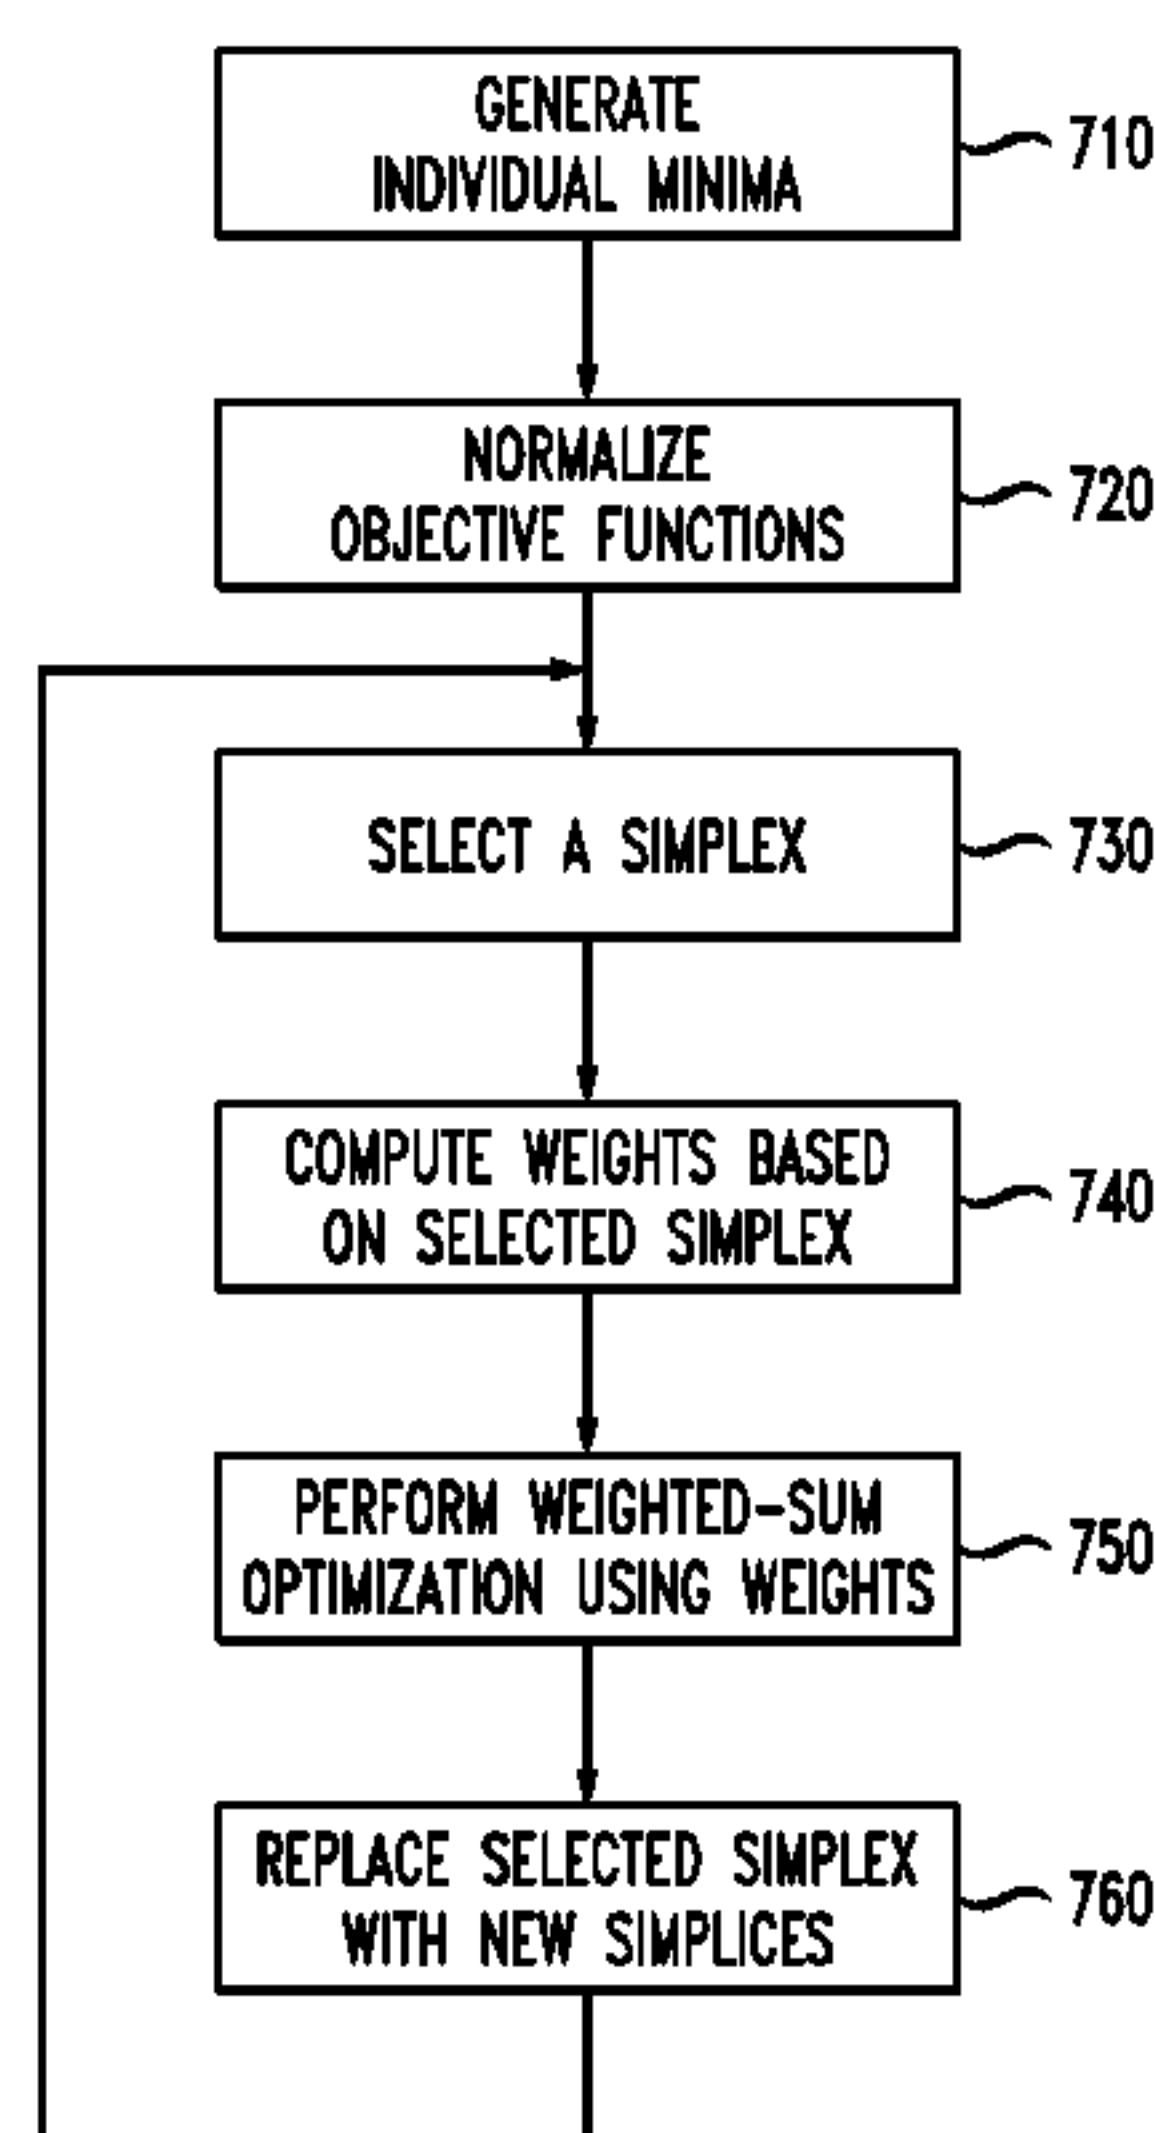 GENERATE
INDIVIDUAL MINIMA
710
NORMALIZE
OBJECTIVE FUNCTIONS
720
SELECT A SIMPLEX
730
COMPUTE WEIGHTS BASED
ON SELECTED SIMPLEX
740
PERFORM WEIGHTED-SUM
OPTIMIZATION USING WEIGHTS
750
REPLACE SELECTED SIMPLEX
WITH NEW SIMPLICES
760